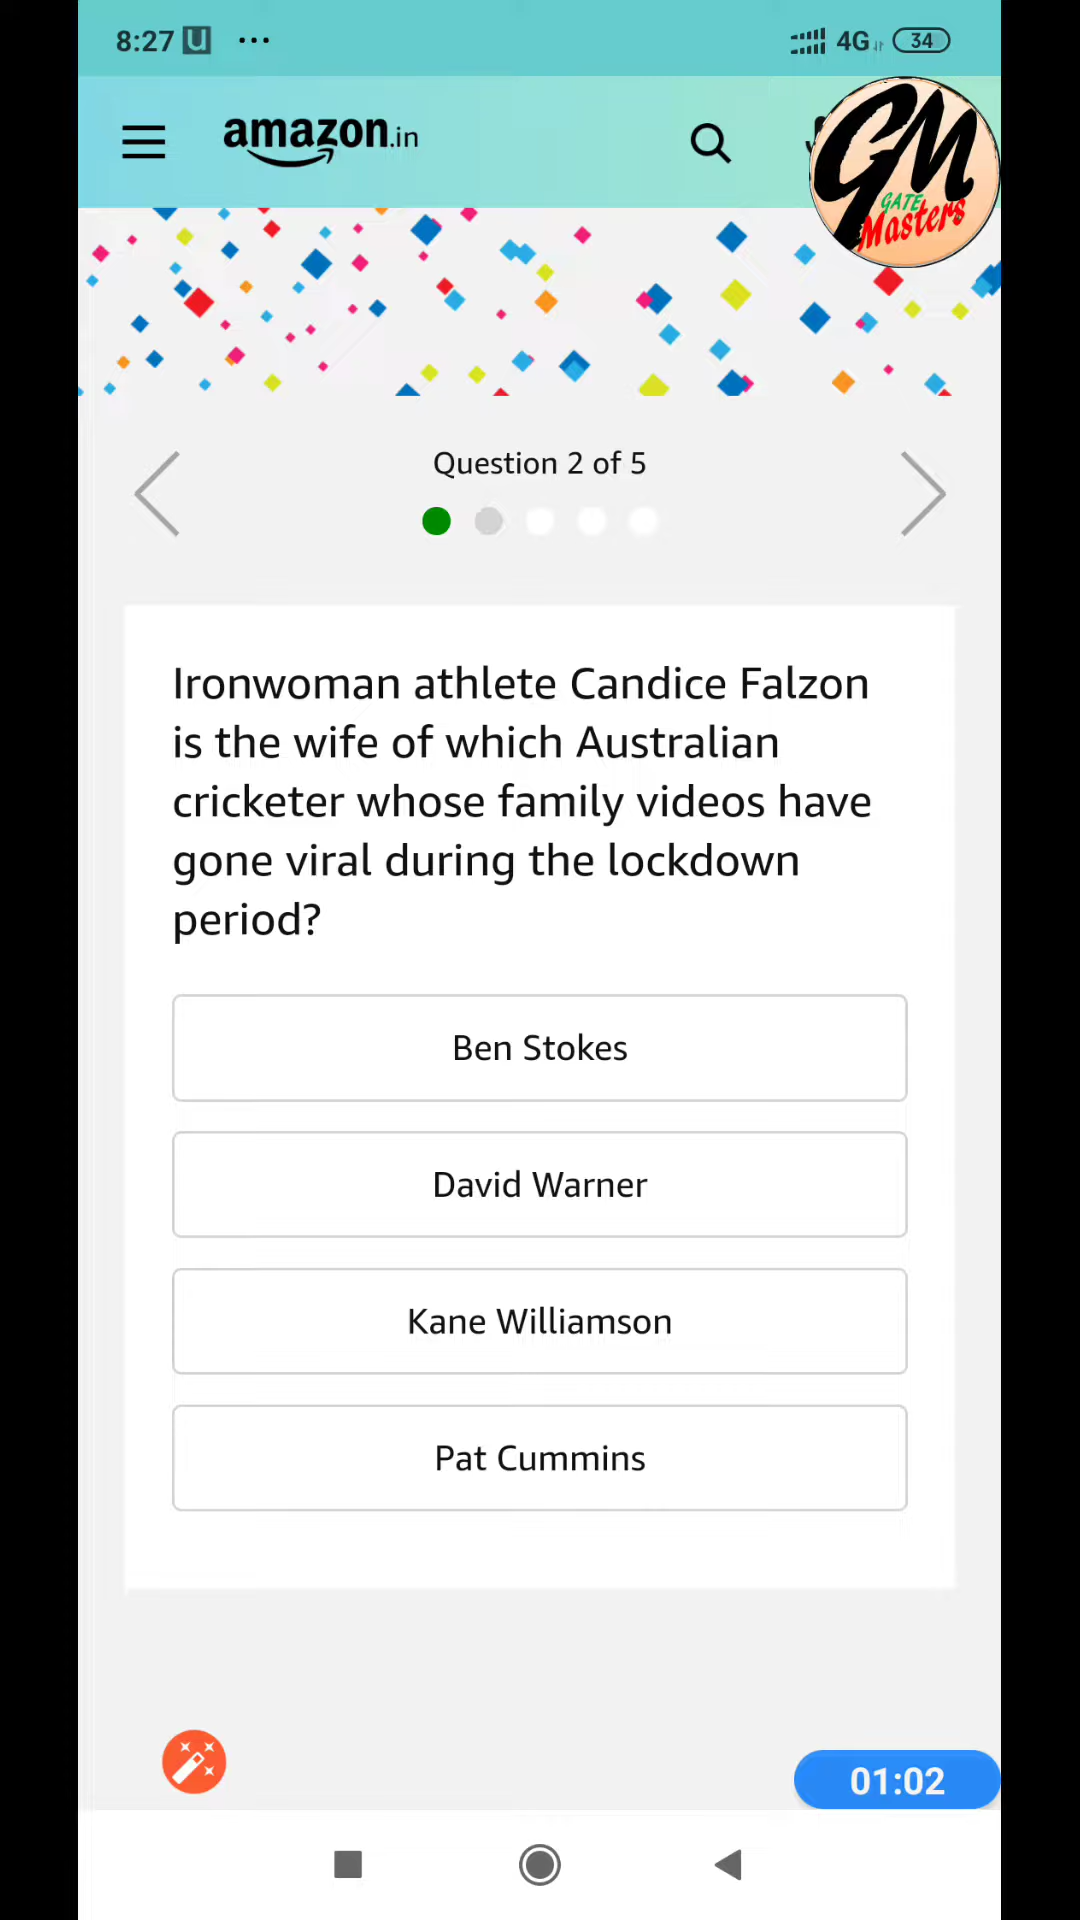 8:27 U ...
4G 34
amazon.in
GM
GATE
Masters
Question 2 of 5
Ironwoman athlete Candice Falzon
is the wife of which Australian
cricketer whose family videos have
gone viral during the lockdown
period?
Ben Stokes
David Warner
Kane Williamson
Pat Cummins
01:02